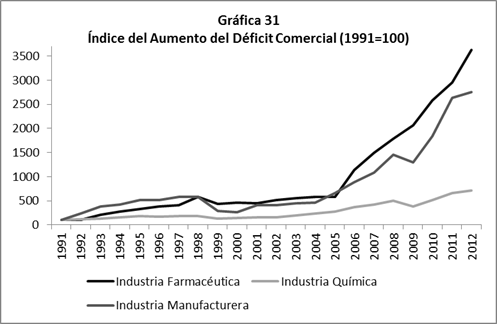 Gráfica 31
Índice del Aumento del Déficit Comercial (1991=100)
3500
3000
2500
2000
1500
1000
500
0
1991 1992 1993 1994 1995 1996 1997 1998 1999 2000 2001 2002 2003 2004 2005 2006 2007 2008 2009 2010 2011 2012
Industria Farmacéutica Industria Química
Industria Manufacturera